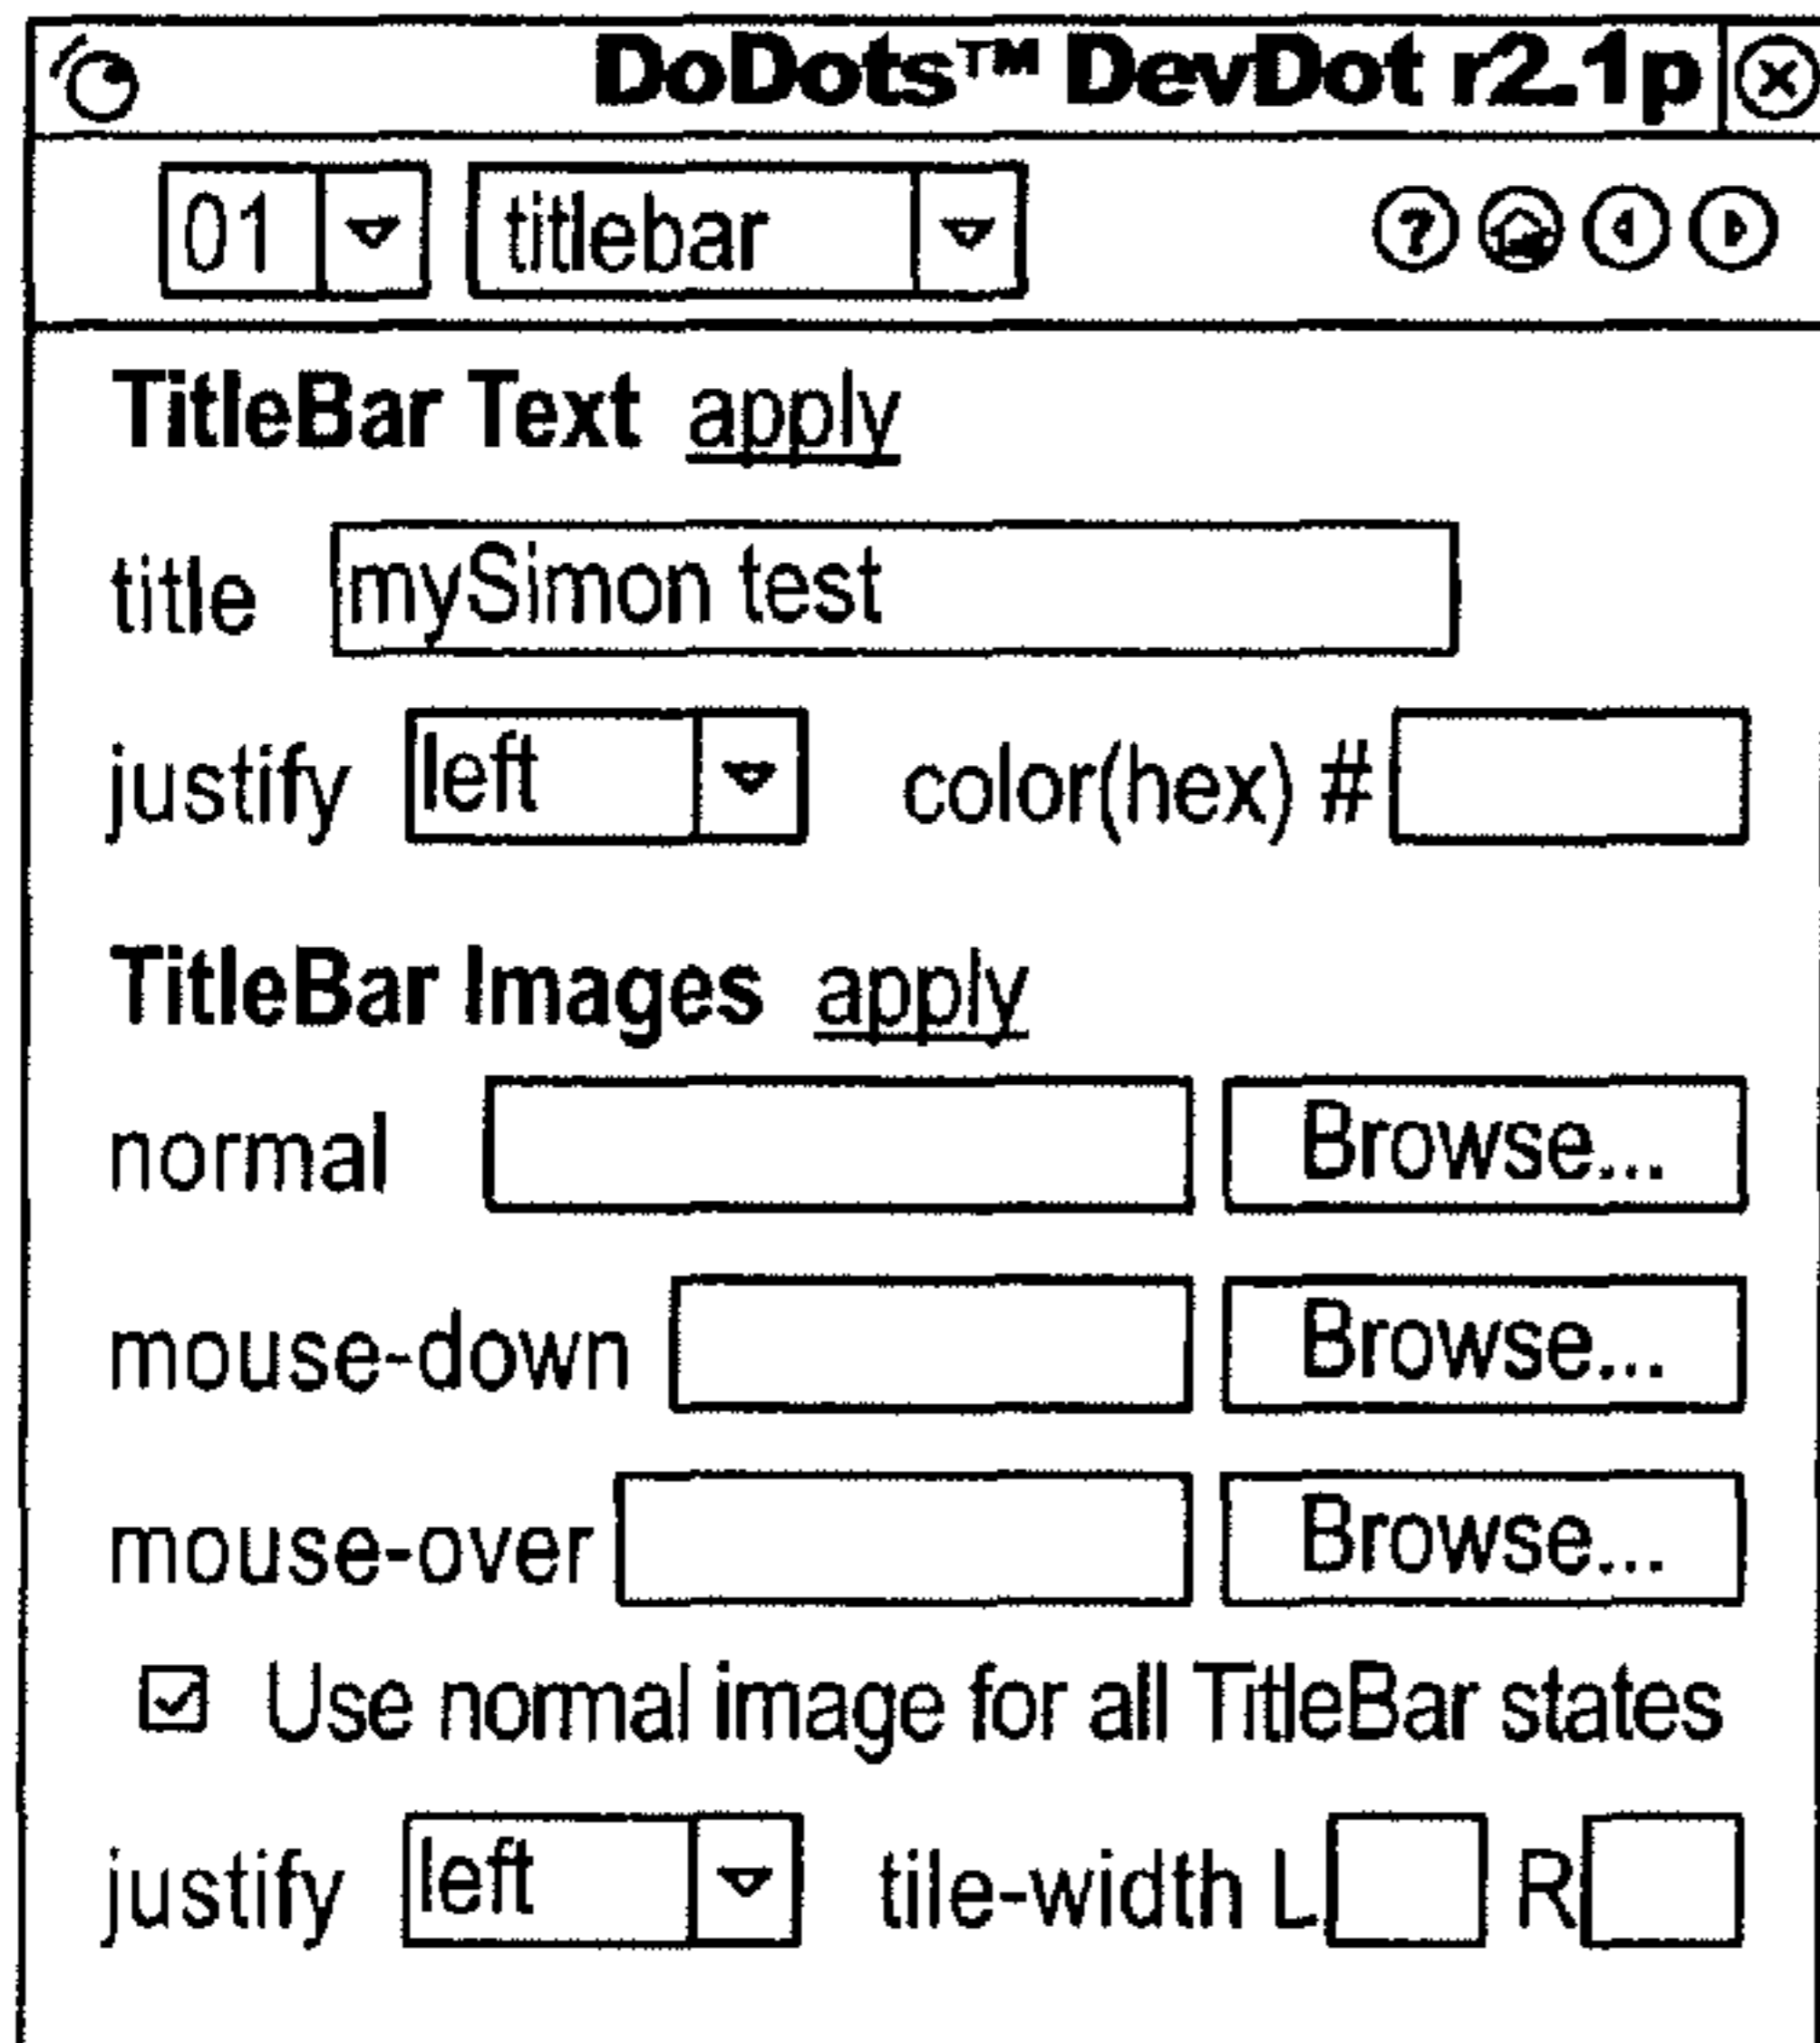 DoDots™ DevDot r2.1p
01 titlebar ?
TitleBar Text apply
title mySimon test
justify left color(hex) #
TitleBar Images apply
normal Browse...
mouse-down Browse...
mouse-over Browse...
Use normal image for all TitleBar states
justify left tile-width L R